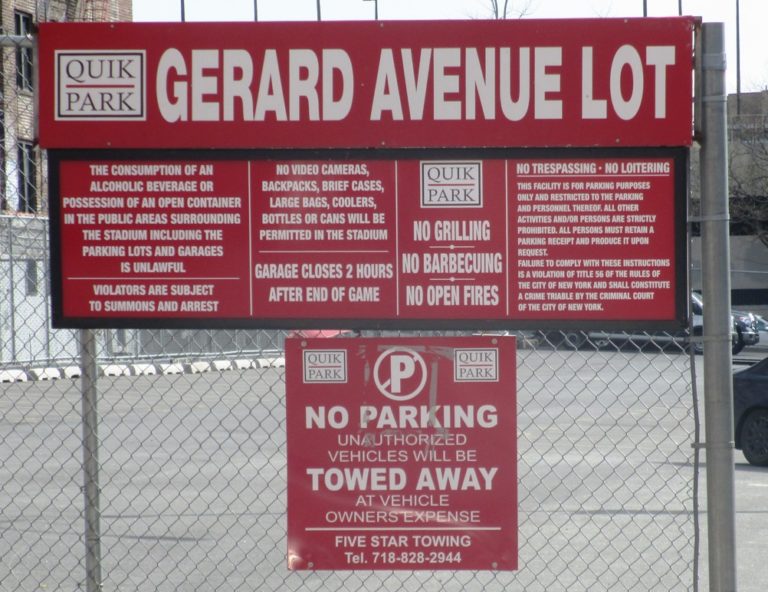 QUIK
PARK
GERARD AVENUE LOT
THE CONSUMPTION OF AN
ALCOHOLIC BEVERAGE OR
POSSESSION OF AN OPEN CONTAINER
IN THE PUBLIC AREAS SURROUNDING
THE STADIUM INCLUDING THE
PARKING LOTS AND GARAGES
IS UNLAWFUL
VIOLATORS ARE SUBJECT
TO SUMMONS AND ARREST
NO VIDEO CAMERAS,
BACKPACKS, BRIEF CASES,
LARGE BAGS, COOLERS,
BOTTLES OR CANS WILL BE
PERMITTED IN THE STADIUM
GARAGE CLOSES 2 HOURS
AFTER END OF GAME
QUIK
PARK
NO GRILLING
NO BARBECUING
NO OPEN FIRES
NO TRESPASSING • NO LOITERING
THIS FACILITY IS FOR PARKING PURPOSES
ONLY AND RESTRICTED TO THE PARKING
AND PERSONNEL THEREOF. ALL OTHER
ACTIVITIES AND/OR PERSONS ARE STRICTLY
PROHIBITED. ALL PERSONS MUST RETAIN A
PARKING RECEIPT AND PRODUCE IT UPON
REQUEST.
FAILURE TO COMPLY WITH THESE INSTRUCTIONS
IS A VIOLATION OF TITLE 56 OF THE RULES OF
THE CITY OF NEW YORK AND SHALL CONSTITUTE
A CRIME TRIABLE BY THE CRIMINAL COURT
OF THE CITY OF NEW YORK.
QUIK
PARK
P
QUIK
PARK
NO PARKING
UNAUTHORIZED
VEHICLES WILL BE
TOWED AWAY
AT VEHICLE
OWNERS EXPENSE
FIVE STAR TOWING
Tel. 718-828-2944